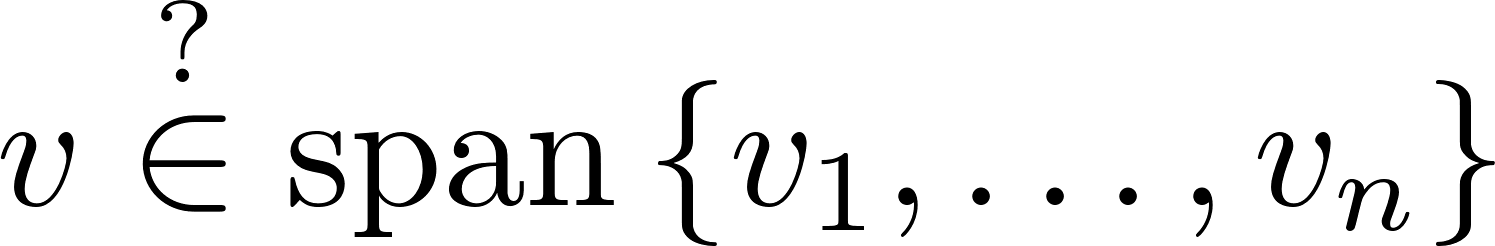 v ∈^? span {v₁, . . . , vₙ}